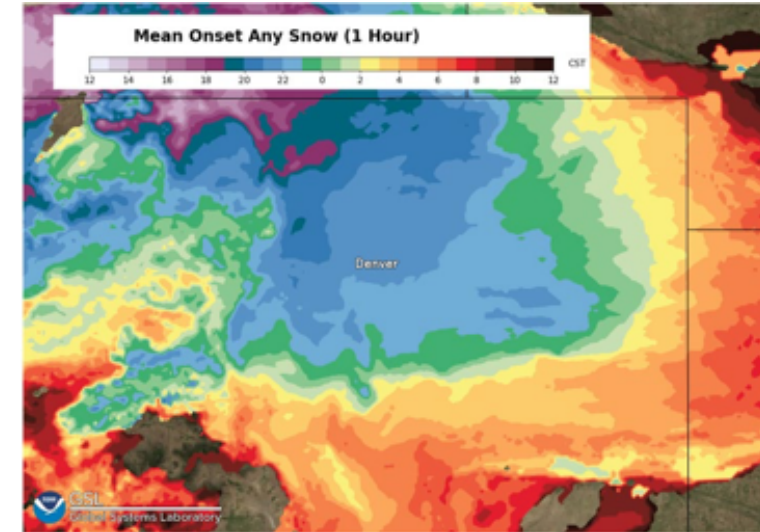 Mean Onset Any Snow (1 Hour)
12 14 16 18 20 22 0 2 4 6 8 10 12 CST
Denver
GSL
Global Systems Laboratory